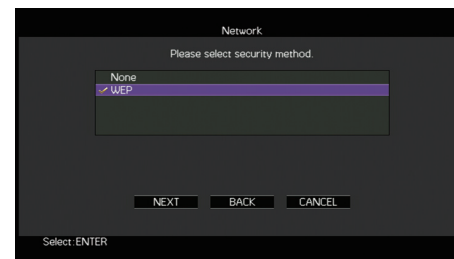 Network
Please select security method.
None
WEP
NEXT BACK CANCEL
Select:ENTER